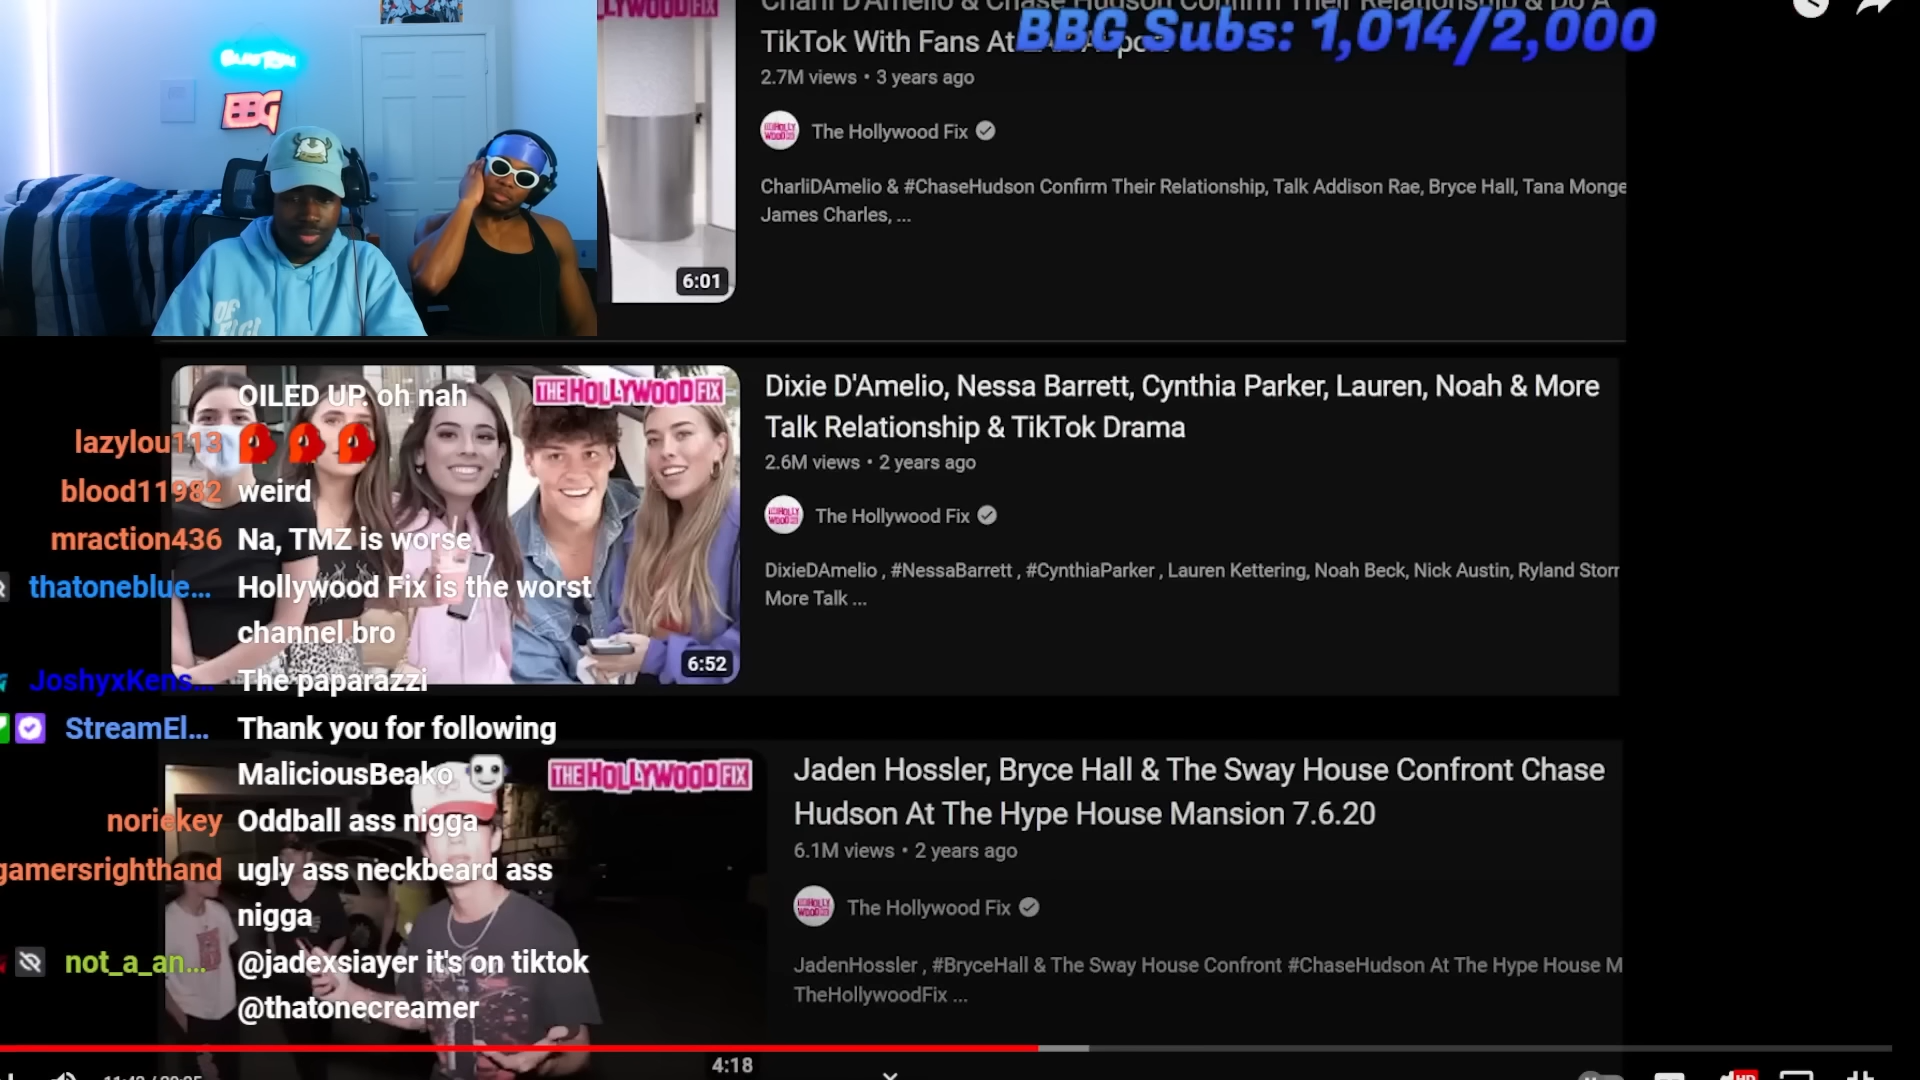 BBG Subs: 1,014/2,000
TikTok With Fans At
2.7M views • 3 years ago
The Hollywood Fix
CharliDAmelio & #ChaseHudson Confirm Their Relationship, Talk Addison Rae, Bryce Hall, Tana Monge
James Charles, ...
BBG
6:01
THE HOLLYWOOD FIX
Dixie D'Amelio, Nessa Barrett, Cynthia Parker, Lauren, Noah & More
Talk Relationship & TikTok Drama
2.6M views • 2 years ago
The Hollywood Fix
DixieDAmelio , #NessaBarrett , #CynthiaParker , Lauren Kettering, Noah Beck, Nick Austin, Ryland Storr
More Talk ...
6:52
OILED UP. oh nah
lazylou113
blood11982 weird
mraction436 Na, TMZ is worse
thatoneblue... Hollywood Fix is the worst
channel bro
JoshyxKens... The paparazzi
StreamEl... Thank you for following
MaliciousBeako
noriekey Oddball ass nigga
gamersrighthand ugly ass neckbeard ass
nigga
not_a_an... @jadexsiayer it's on tiktok
@thatonecreamer
THE HOLLYWOOD FIX
Jaden Hossler, Bryce Hall & The Sway House Confront Chase
Hudson At The Hype House Mansion 7.6.20
6.1M views • 2 years ago
The Hollywood Fix
JadenHossler , #BryceHall & The Sway House Confront #ChaseHudson At The Hype House M
TheHollywoodFix ...
4:18
HD